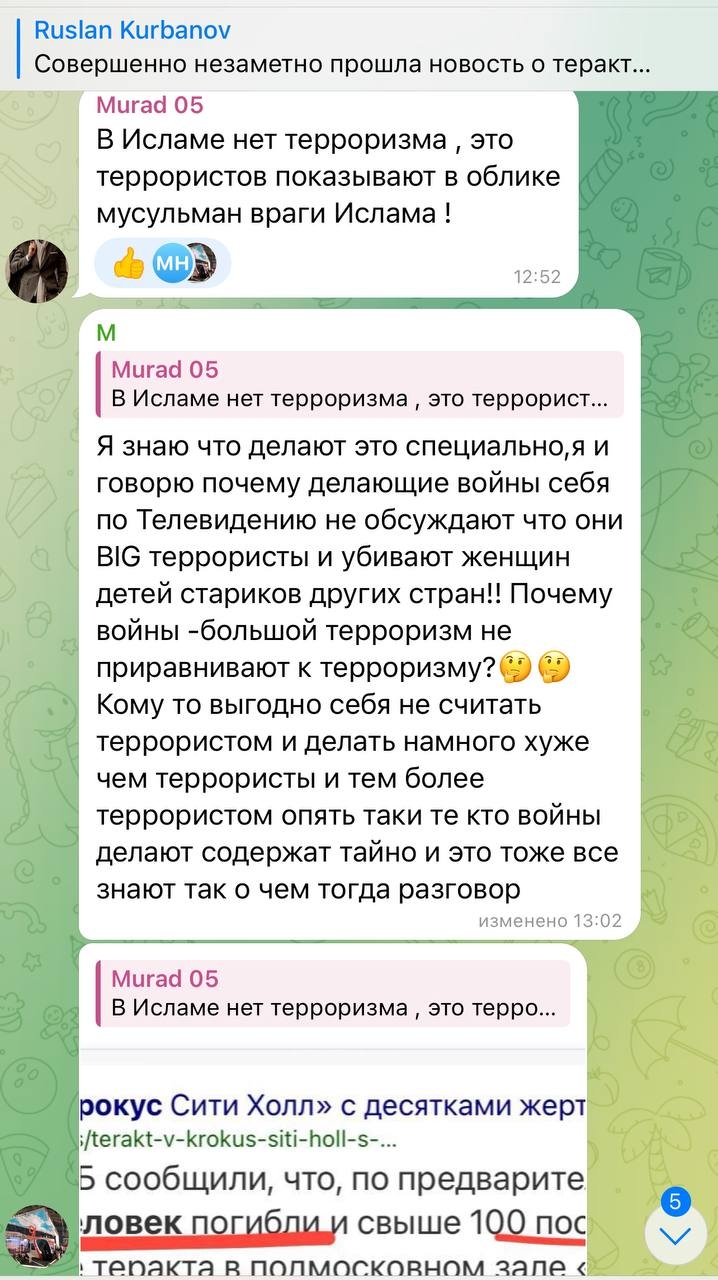 Ruslan Kurbanov
Совершенно незаметно прошла новость о теракт...
Murad 05
В Исламе нет терроризма , это
террористов показывают в облике
мусульман враги Ислама !
МН
12:52
М
Murad 05
В Исламе нет терроризма , это террорист...
Я знаю что делают это специально,я и
говорю почему делающие войны себя
по Телевидению не обсуждают что они
BIG террористы и убивают женщин
детей стариков других стран!! Почему
войны -большой терроризм не
приравнивают к терроризму?🤔🤔
Кому то выгодно себя не считать
террористом и делать намного хуже
чем террористы и тем более
террористом опять таки те кто войны
делают содержат тайно и это тоже все
знают так о чем тогда разговор
изменено 13:02
Murad 05
В Исламе нет терроризма , это терро...
рокус Сити Холл» с десятками жерт
/terakt-v-krokus-siti-holl-s-...
Б сообщили, что, по предварите
ловек погибли и свыше 100 пос
теракта в подмосковном зале «
5